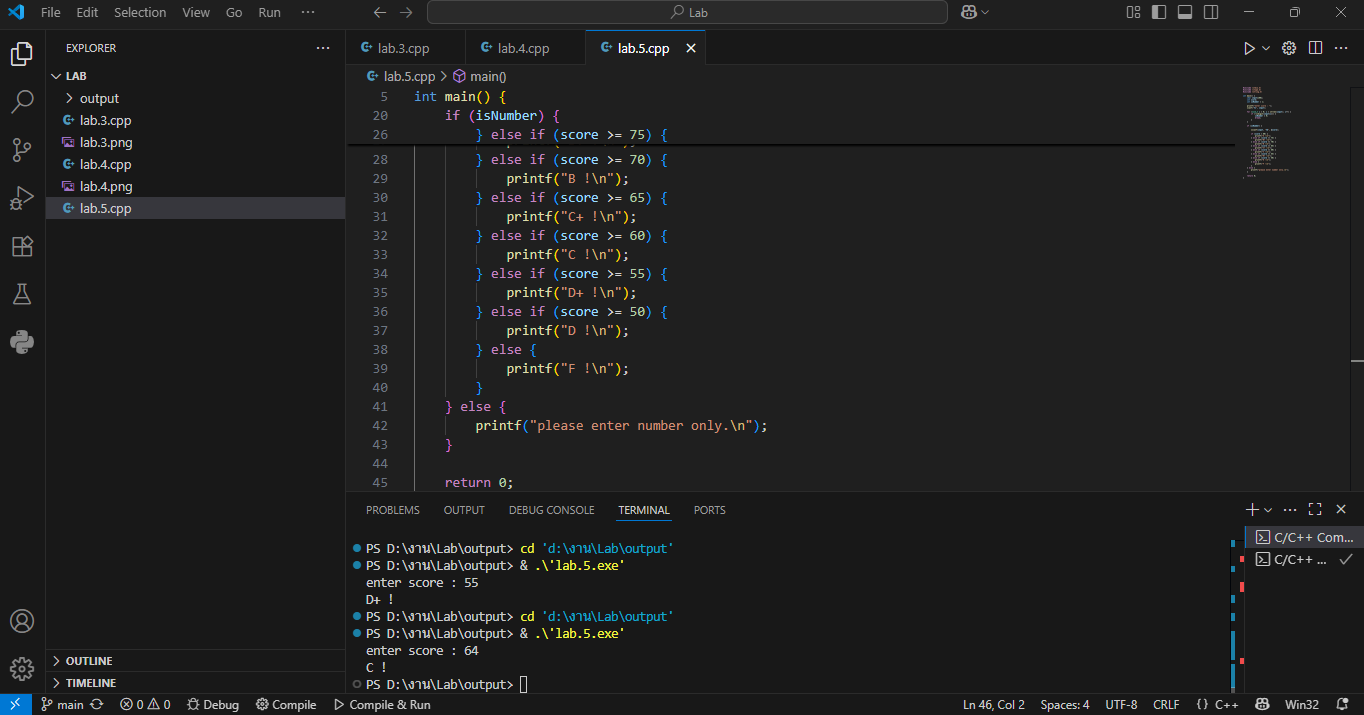 File Edit Selection View Go Run ··· Lab
EXPLORER ···
LAB
output
lab.3.cpp
lab.3.png
lab.4.cpp
lab.4.png
lab.5.cpp
OUTLINE
TIMELINE
lab.3.cpp lab.4.cpp lab.5.cpp
lab.5.cpp > main()
5 int main() {
20 if (isNumber) {
26 } else if (score >= 75) {
28 } else if (score >= 70) {
29 printf("B !\n");
30 } else if (score >= 65) {
31 printf("C+ !\n");
32 } else if (score >= 60) {
33 printf("C !\n");
34 } else if (score >= 55) {
35 printf("D+ !\n");
36 } else if (score >= 50) {
37 printf("D !\n");
38 } else {
39 printf("F !\n");
40 }
41 } else {
42 printf("please enter number only.\n");
43 }
44
45 return 0;
PROBLEMS OUTPUT DEBUG CONSOLE TERMINAL PORTS
PS D:\งาน\Lab\output> cd 'd:\งาน\Lab\output'
PS D:\งาน\Lab\output> & .\'lab.5.exe'
enter score : 55
D+ !
PS D:\งาน\Lab\output> cd 'd:\งาน\Lab\output'
PS D:\งาน\Lab\output> & .\'lab.5.exe'
enter score : 64
C !
PS D:\งาน\Lab\output>
C/C++ Com...
C/C++ ...
main 0 0 Debug Compile Compile & Run Ln 46, Col 2 Spaces: 4 UTF-8 CRLF {} C++ Win32